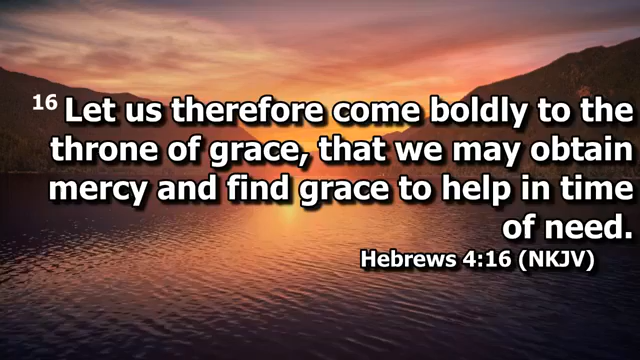 16 Let us therefore come boldly to the
throne of grace, that we may obtain
mercy and find grace to help in time
of need.
Hebrews 4:16 (NKJV)